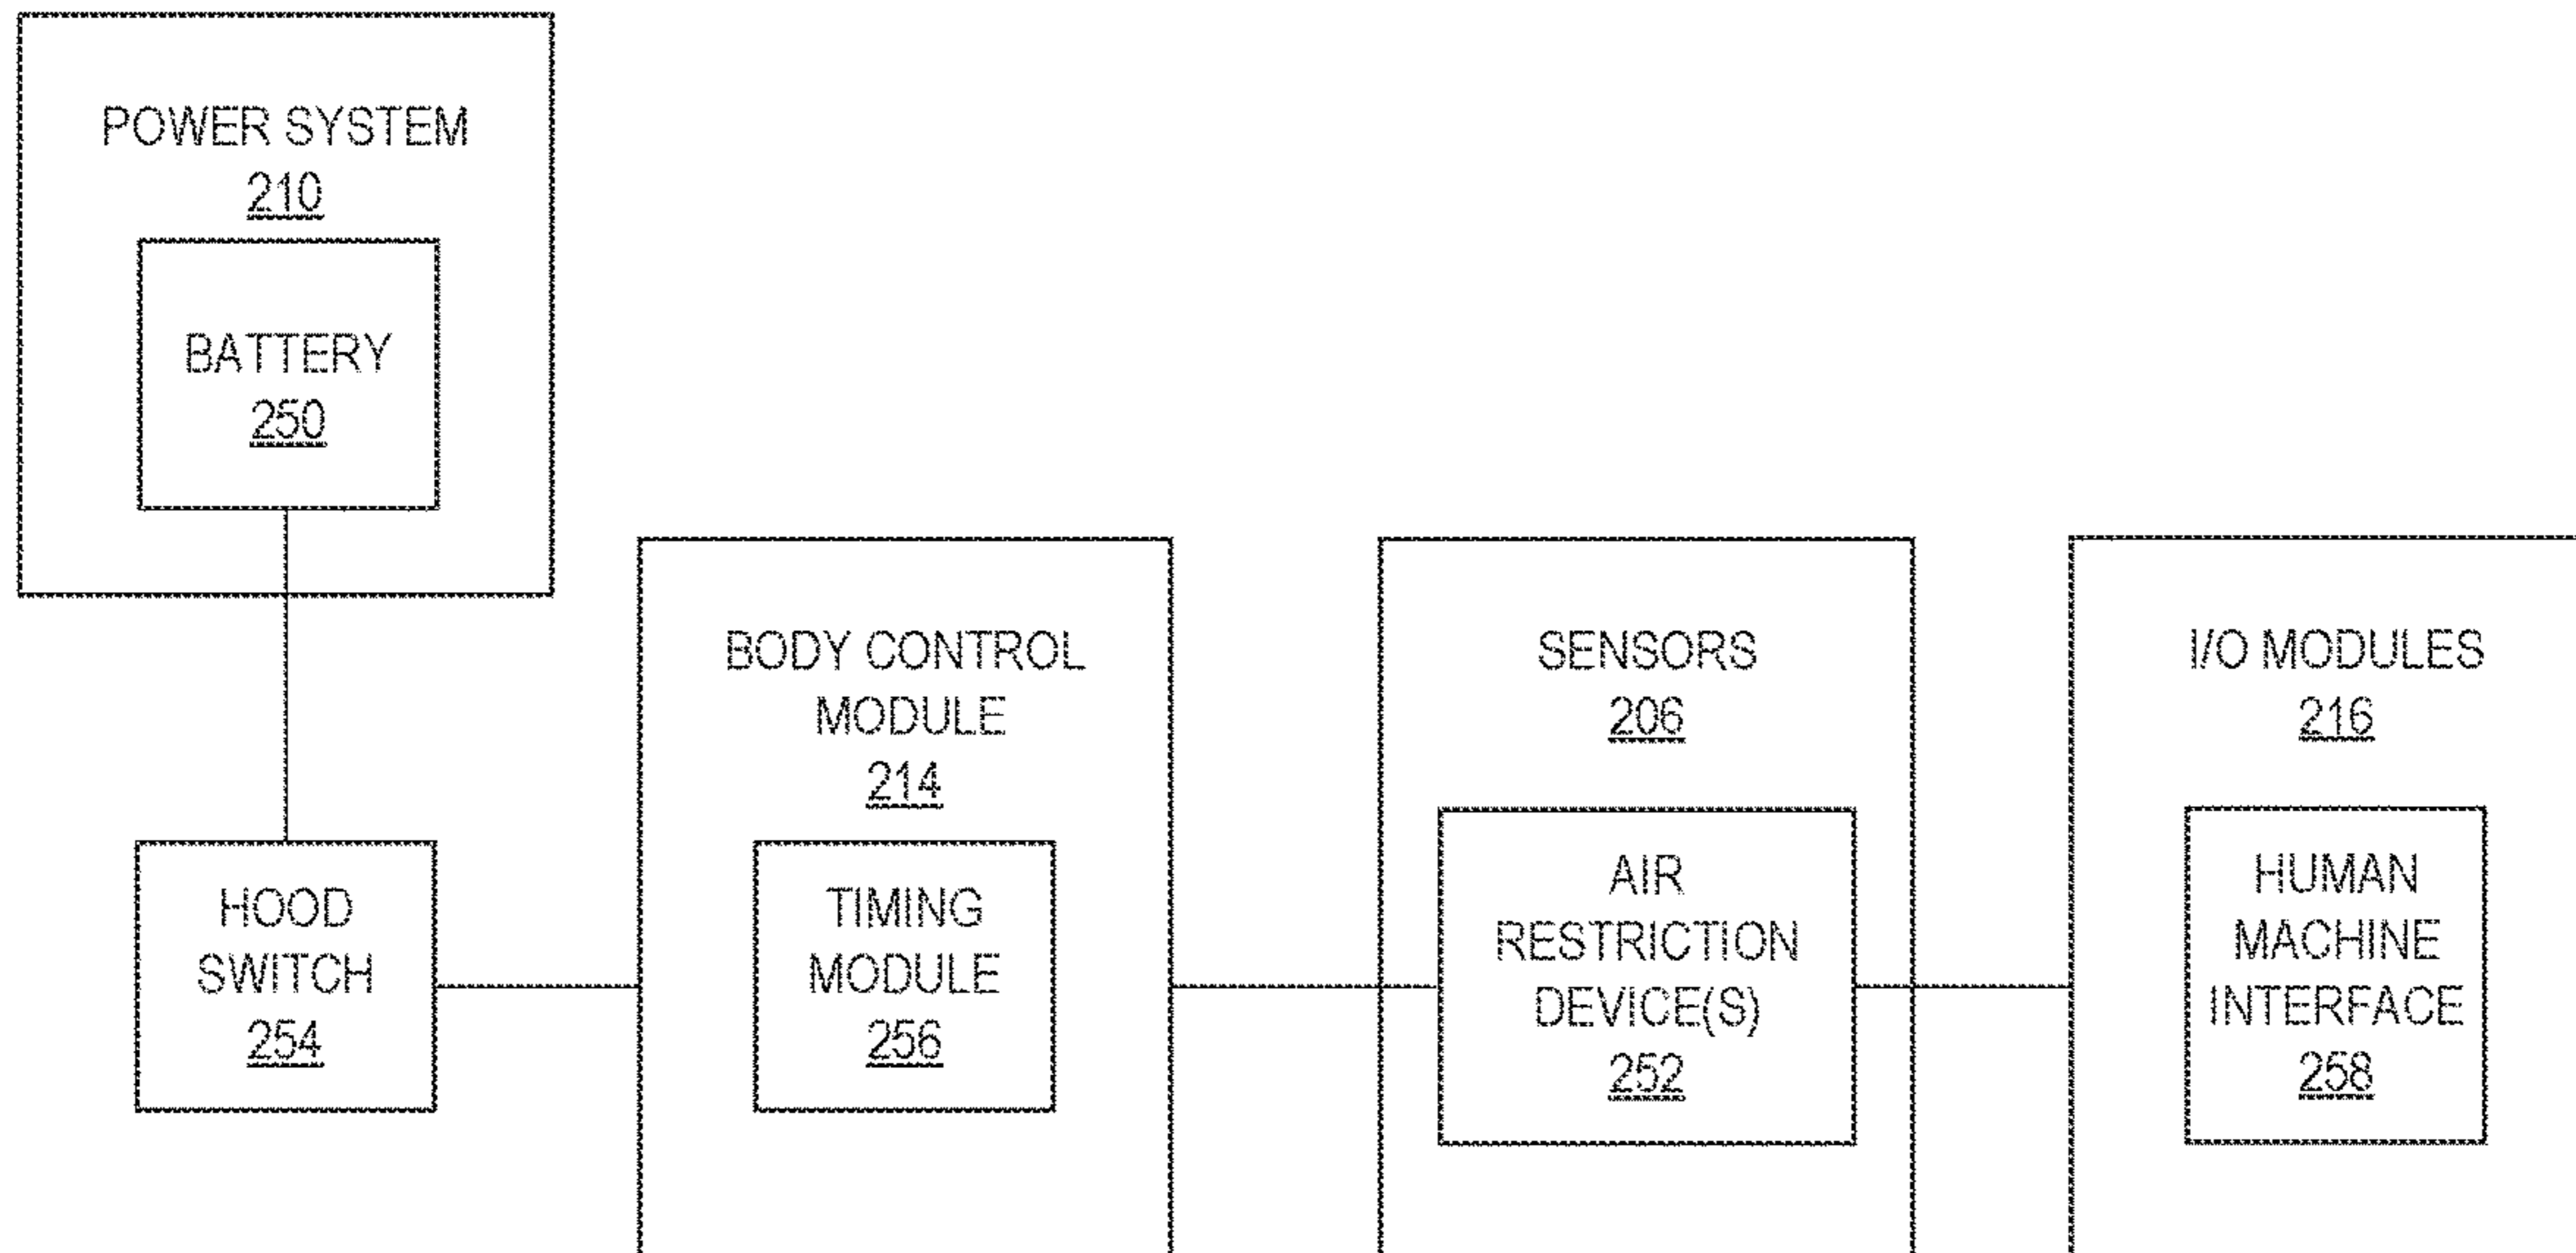 POWER SYSTEM
210
BATTERY
250
HOOD
SWITCH
254
BODY CONTROL
MODULE
214
TIMING
MODULE
256
SENSORS
206
AIR
RESTRICTION
DEVICE(S)
252
I/O MODULES
216
HUMAN
MACHINE
INTERFACE
258